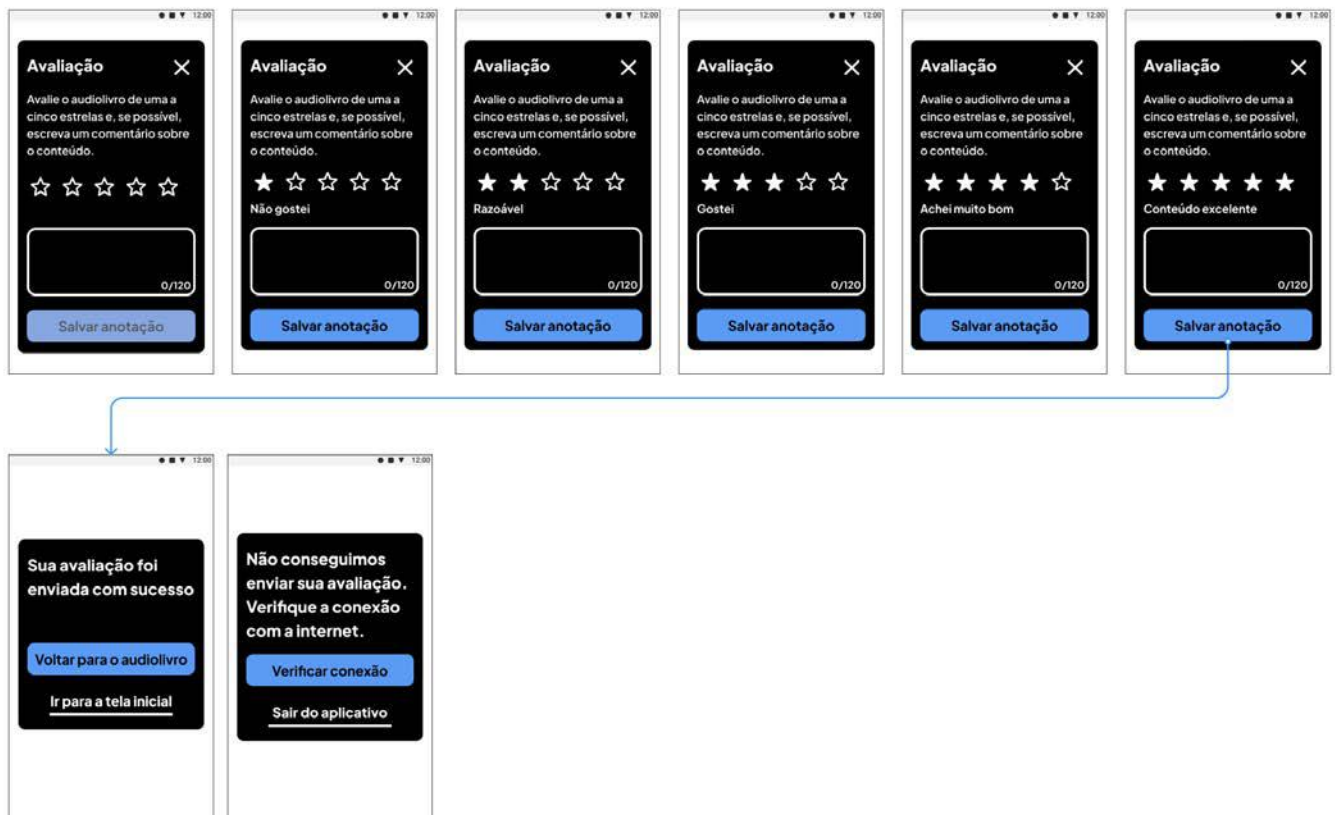 12:00
Avaliação
Avalie o audiolivro de uma a
cinco estrelas e, se possível,
escreva um comentário sobre
o conteúdo.
0/120
Salvar anotação
12:00
Avaliação
Avalie o audiolivro de uma a
cinco estrelas e, se possível,
escreva um comentário sobre
o conteúdo.
Não gostei
0/120
Salvar anotação
12:00
Avaliação
Avalie o audiolivro de uma a
cinco estrelas e, se possível,
escreva um comentário sobre
o conteúdo.
Razoável
0/120
Salvar anotação
12:00
Avaliação
Avalie o audiolivro de uma a
cinco estrelas e, se possível,
escreva um comentário sobre
o conteúdo.
Gostei
0/120
Salvar anotação
12:00
Avaliação
Avalie o audiolivro de uma a
cinco estrelas e, se possível,
escreva um comentário sobre
o conteúdo.
Achei muito bom
0/120
Salvar anotação
12:00
Avaliação
Avalie o audiolivro de uma a
cinco estrelas e, se possível,
escreva um comentário sobre
o conteúdo.
Conteúdo excelente
0/120
Salvar anotação
12:00
Sua avaliação foi
enviada com sucesso
Voltar para o audiolivro
Ir para a tela inicial
12:00
Não conseguimos
enviar sua avaliação.
Verifique a conexão
com a internet.
Verificar conexão
Sair do aplicativo